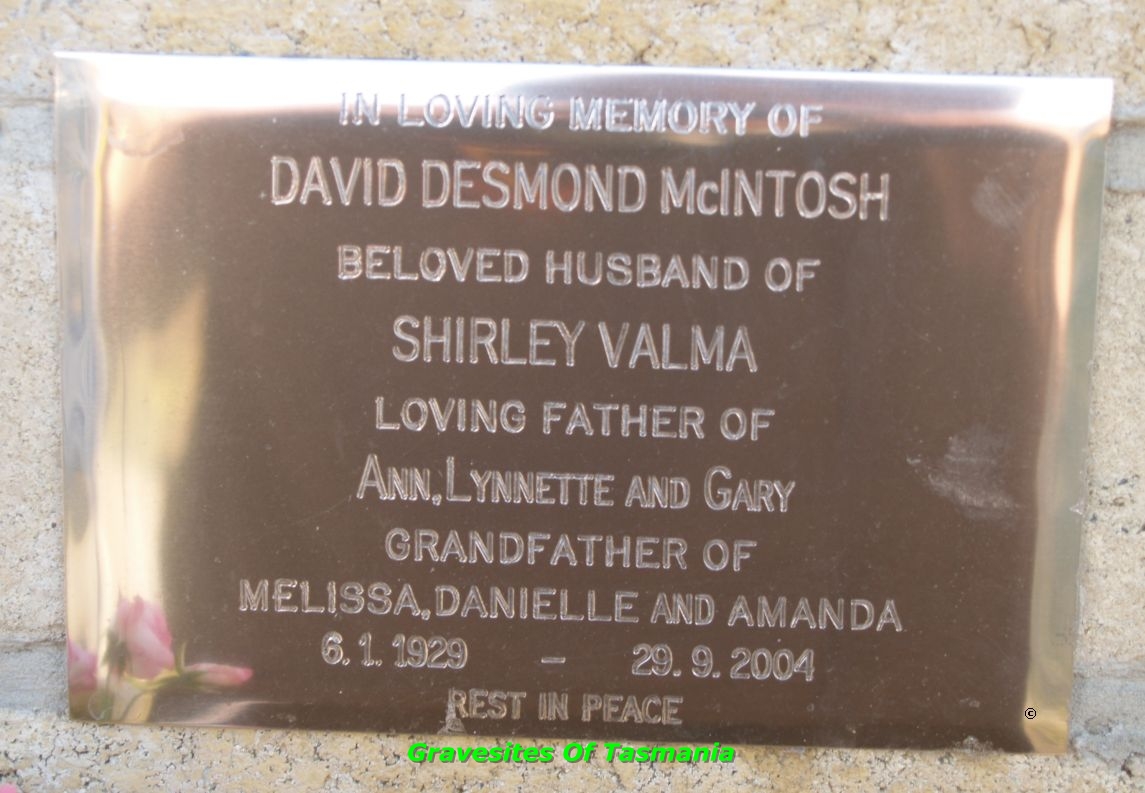 IN LOVING MEMORY OF
DAVID DESMOND McINTOSH
BELOVED HUSBAND OF
SHIRLEY VALMA
LOVING FATHER OF
ANN, LYNNETTE AND GARY
GRANDFATHER OF
MELISSA, DANIELLE AND AMANDA
6. 1. 1929 – 29. 9. 2004
REST IN PEACE
©
Gravesites Of Tasmania